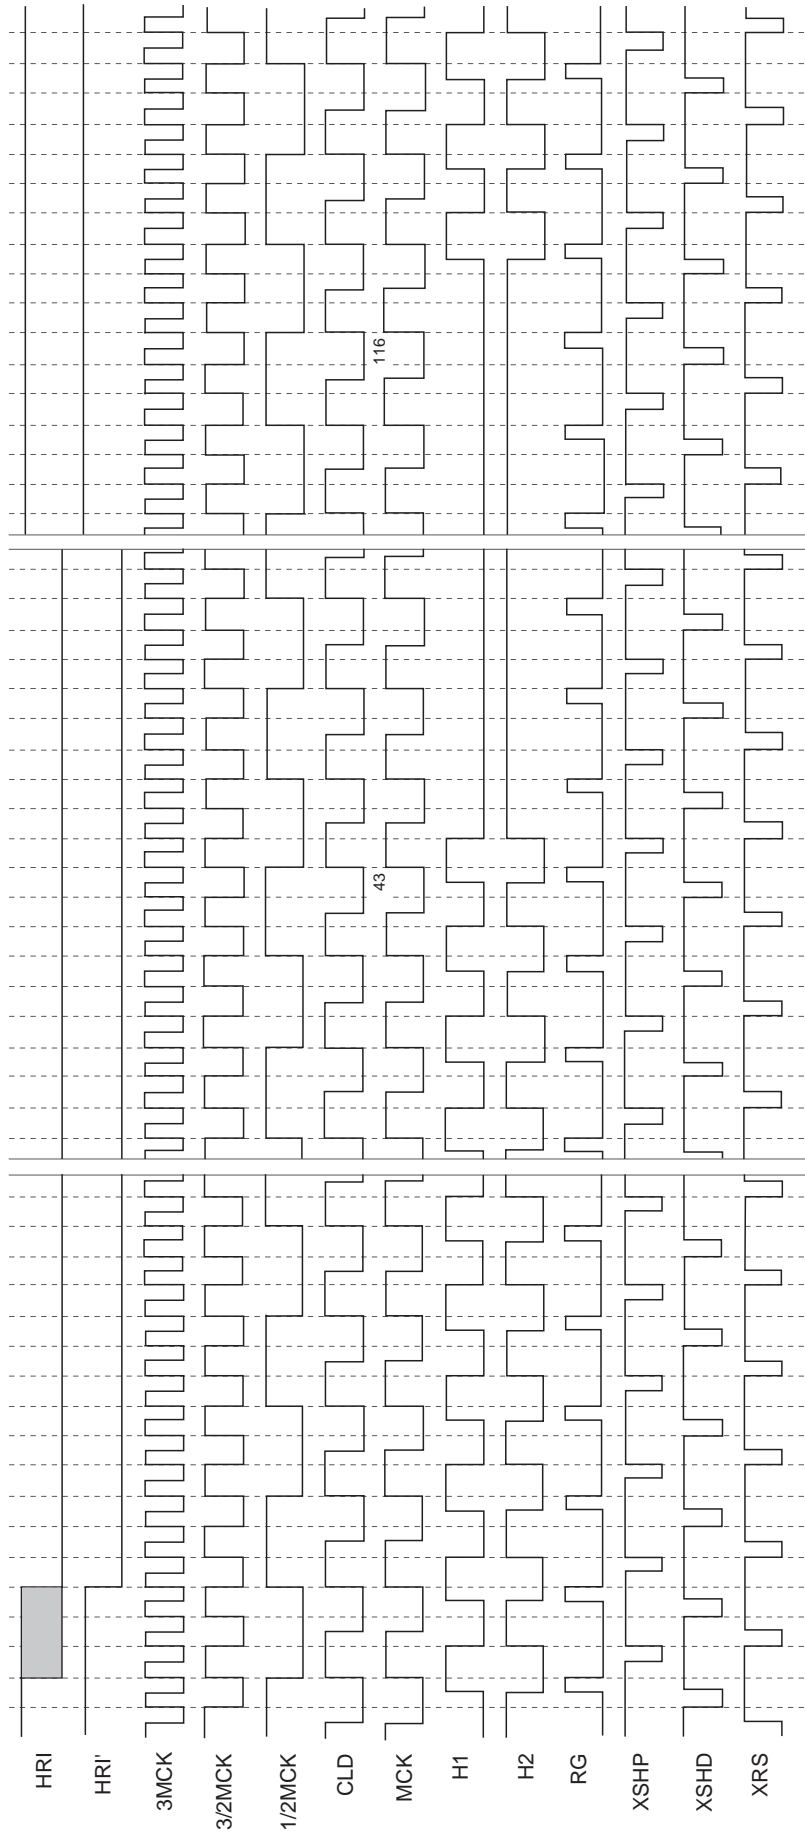 HRI
HRI'
3MCK
3/2MCK
1/2MCK
CLD
MCK
43
116
H1
H2
RG
XSHP
XSHD
XRS